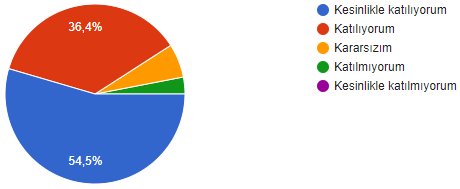 36,4%
54,5%
Kesinlikle katılıyorum
Katılıyorum
Kararsızım
Katılmıyorum
Kesinlikle katılmıyorum